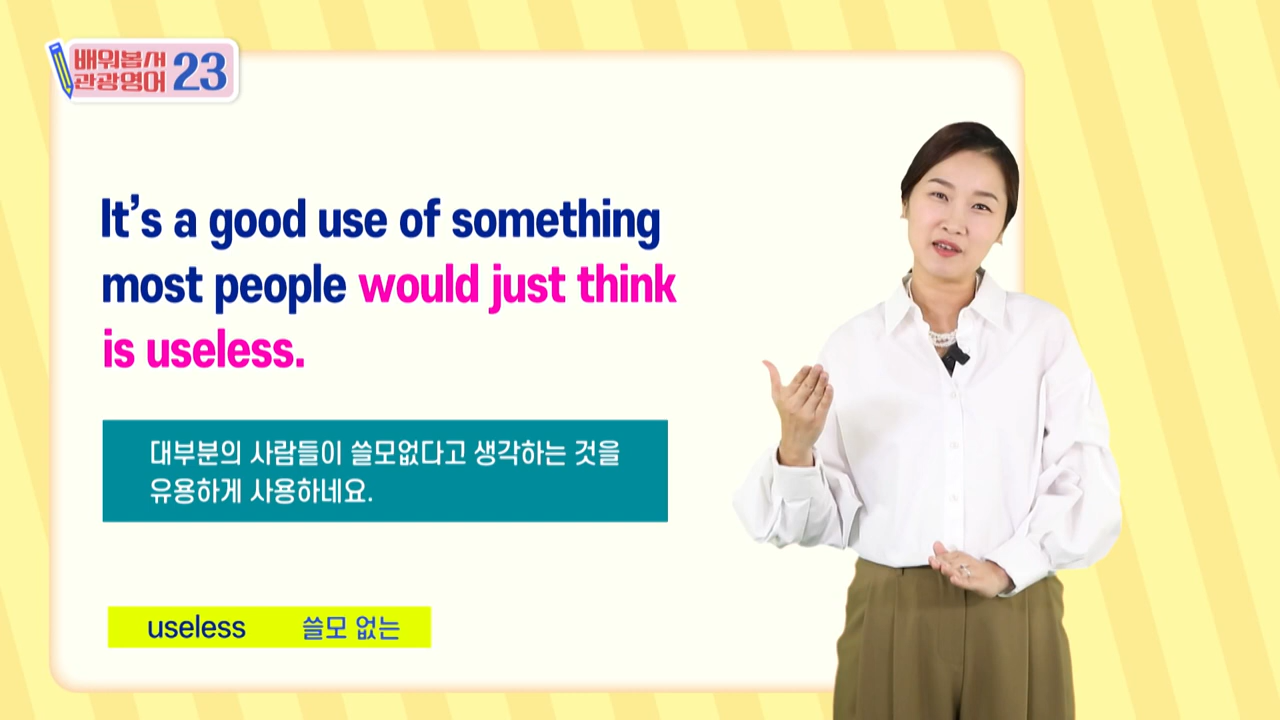 배워봅서
관광영어 23
It's a good use of something
most people would just think
is useless.
대부분의 사람들이 쓸모없다고 생각하는 것을
유용하게 사용하네요.
useless 쓸모 없는